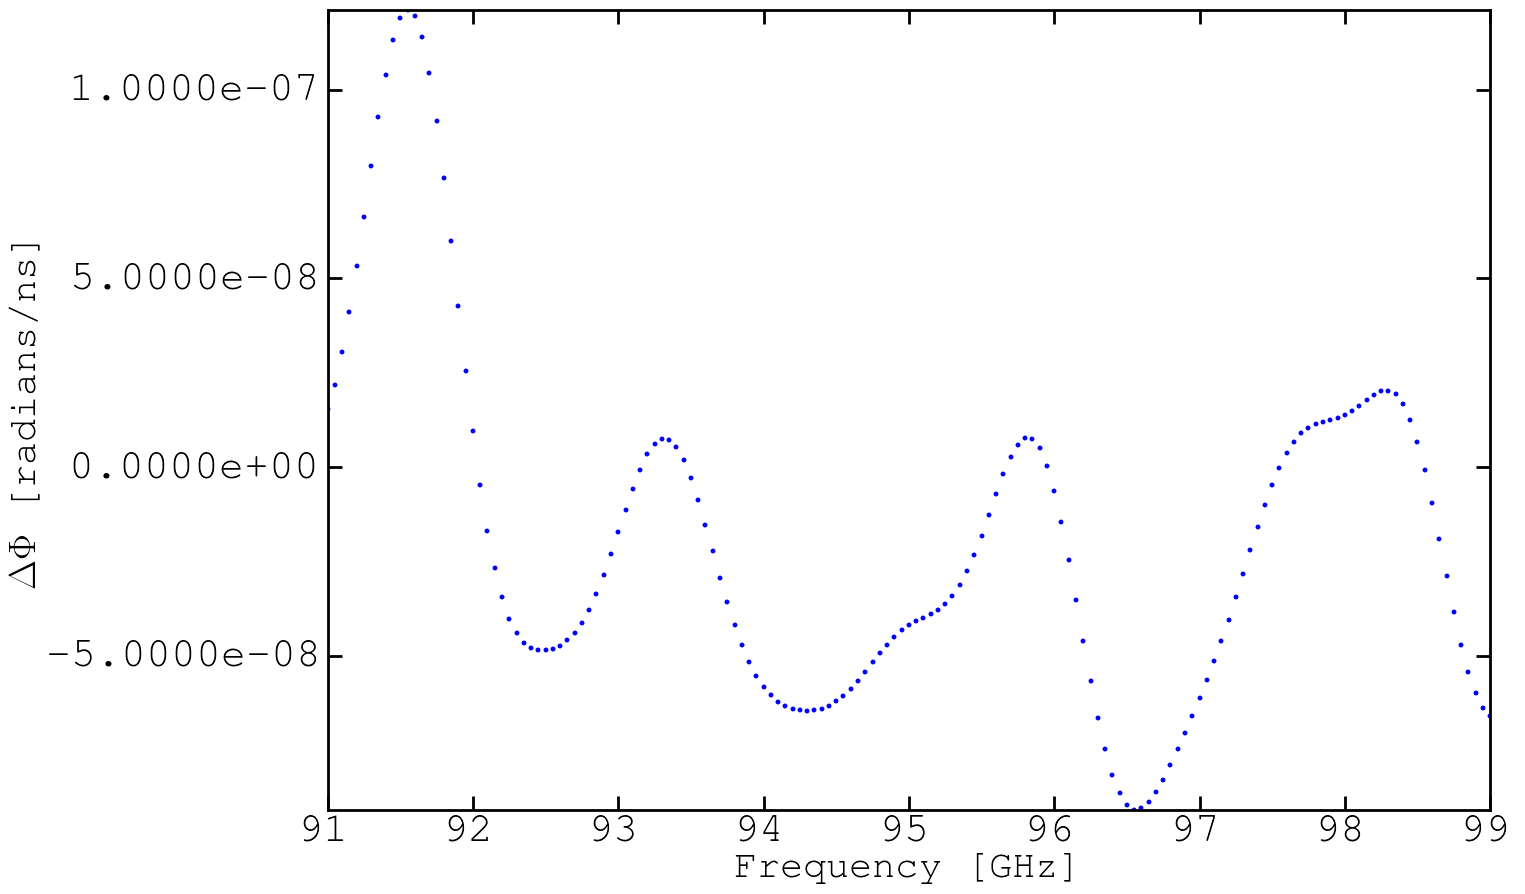 1.0000e−07
5.0000e−08
0.0000e+00
−5.0000e−08
ΔΦ [radians/ns]
91 92 93 94 95 96 97 98 99
Frequency [GHz]